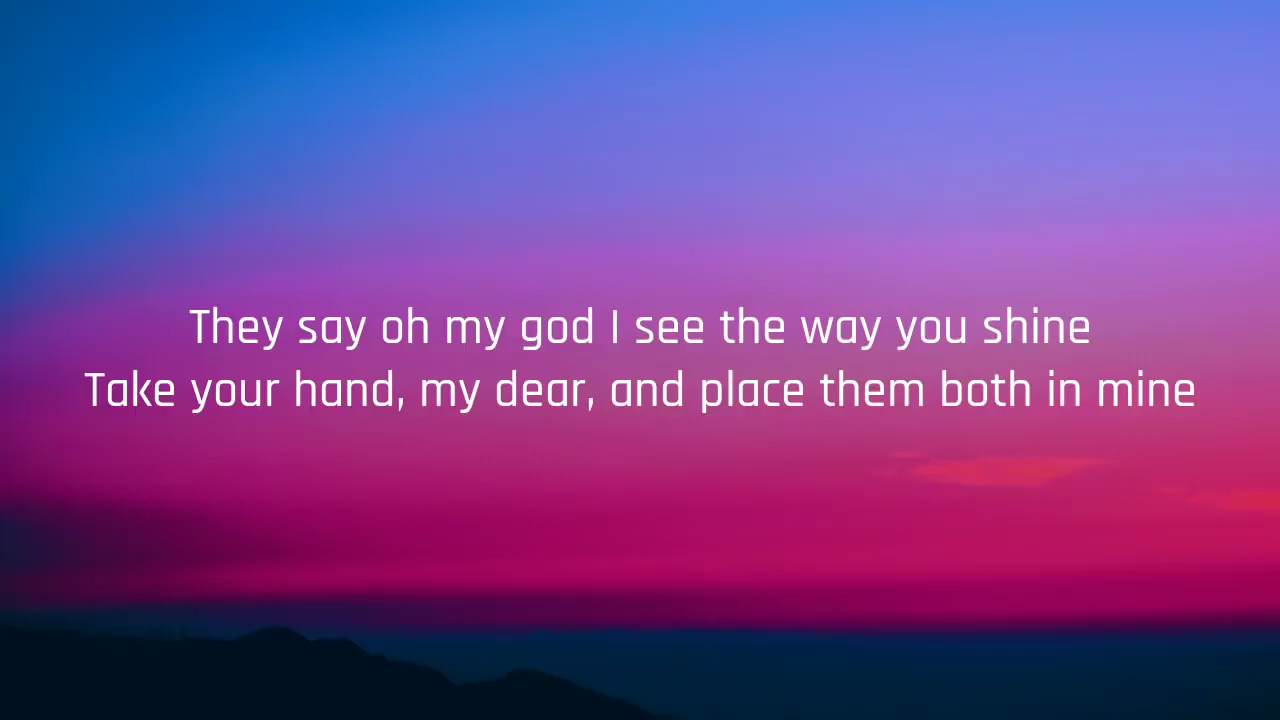 They say oh my god I see the way you shine
Take your hand, my dear, and place them both in mine